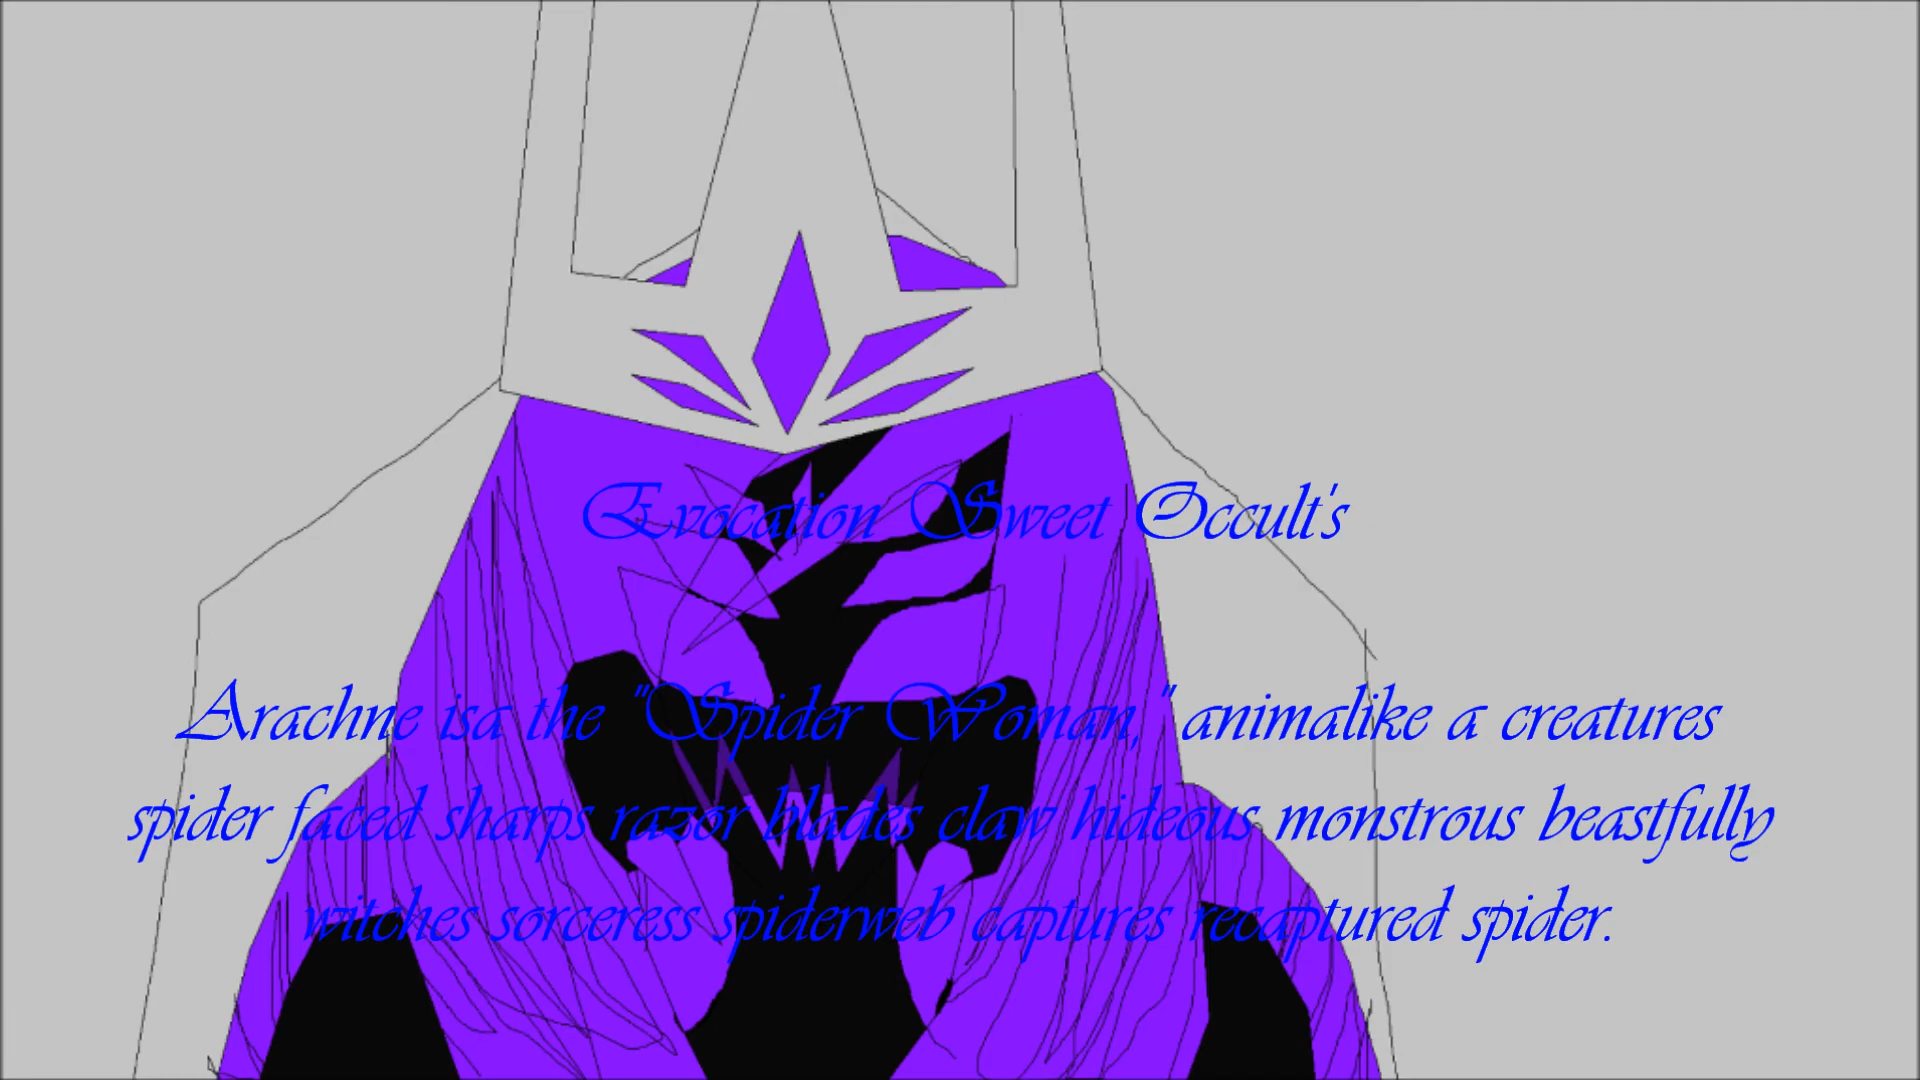 Evocation Sweet Occult's
Arachne isa the "Spider Woman," animalike a creatures
spider faced sharps razor blades claw hideous monstrous beastfully
witches sorceress spiderweb captures recaptured spider.